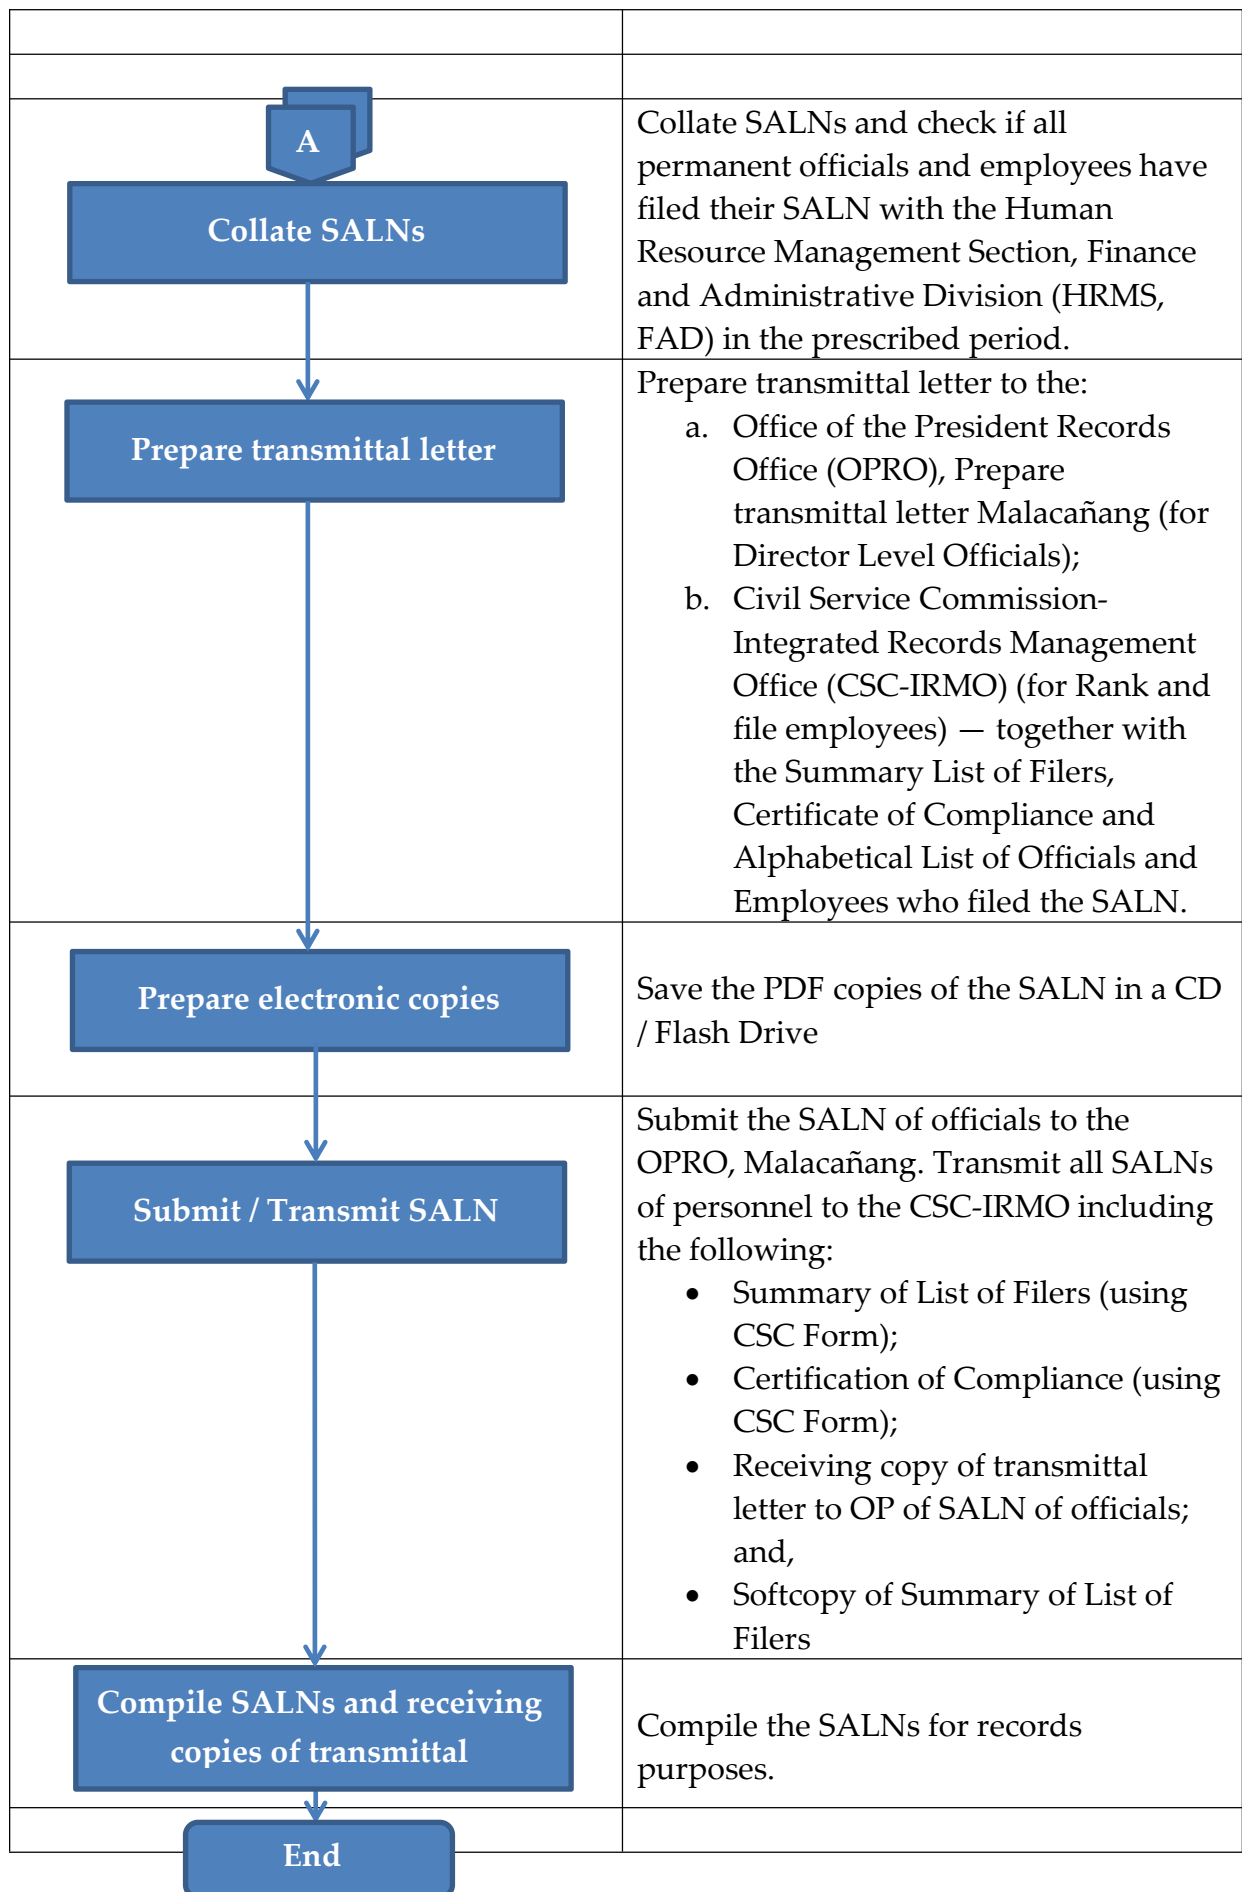 A
Collate SALNs
Collate SALNs and check if all
permanent officials and employees have
filed their SALN with the Human
Resource Management Section, Finance
and Administrative Division (HRMS,
FAD) in the prescribed period.
Prepare transmittal letter
Prepare transmittal letter to the:
a. Office of the President Records
Office (OPRO), Prepare
transmittal letter Malacañang (for
Director Level Officials);
b. Civil Service Commission-
Integrated Records Management
Office (CSC-IRMO) (for Rank and
file employees) — together with
the Summary List of Filers,
Certificate of Compliance and
Alphabetical List of Officials and
Employees who filed the SALN.
Prepare electronic copies
Save the PDF copies of the SALN in a CD
/ Flash Drive
Submit / Transmit SALN
Submit the SALN of officials to the
OPRO, Malacañang. Transmit all SALNs
of personnel to the CSC-IRMO including
the following:
• Summary of List of Filers (using
CSC Form);
• Certification of Compliance (using
CSC Form);
• Receiving copy of transmittal
letter to OP of SALN of officials;
and,
• Softcopy of Summary of List of
Filers
Compile SALNs and receiving
copies of transmittal
Compile the SALNs for records
purposes.
End